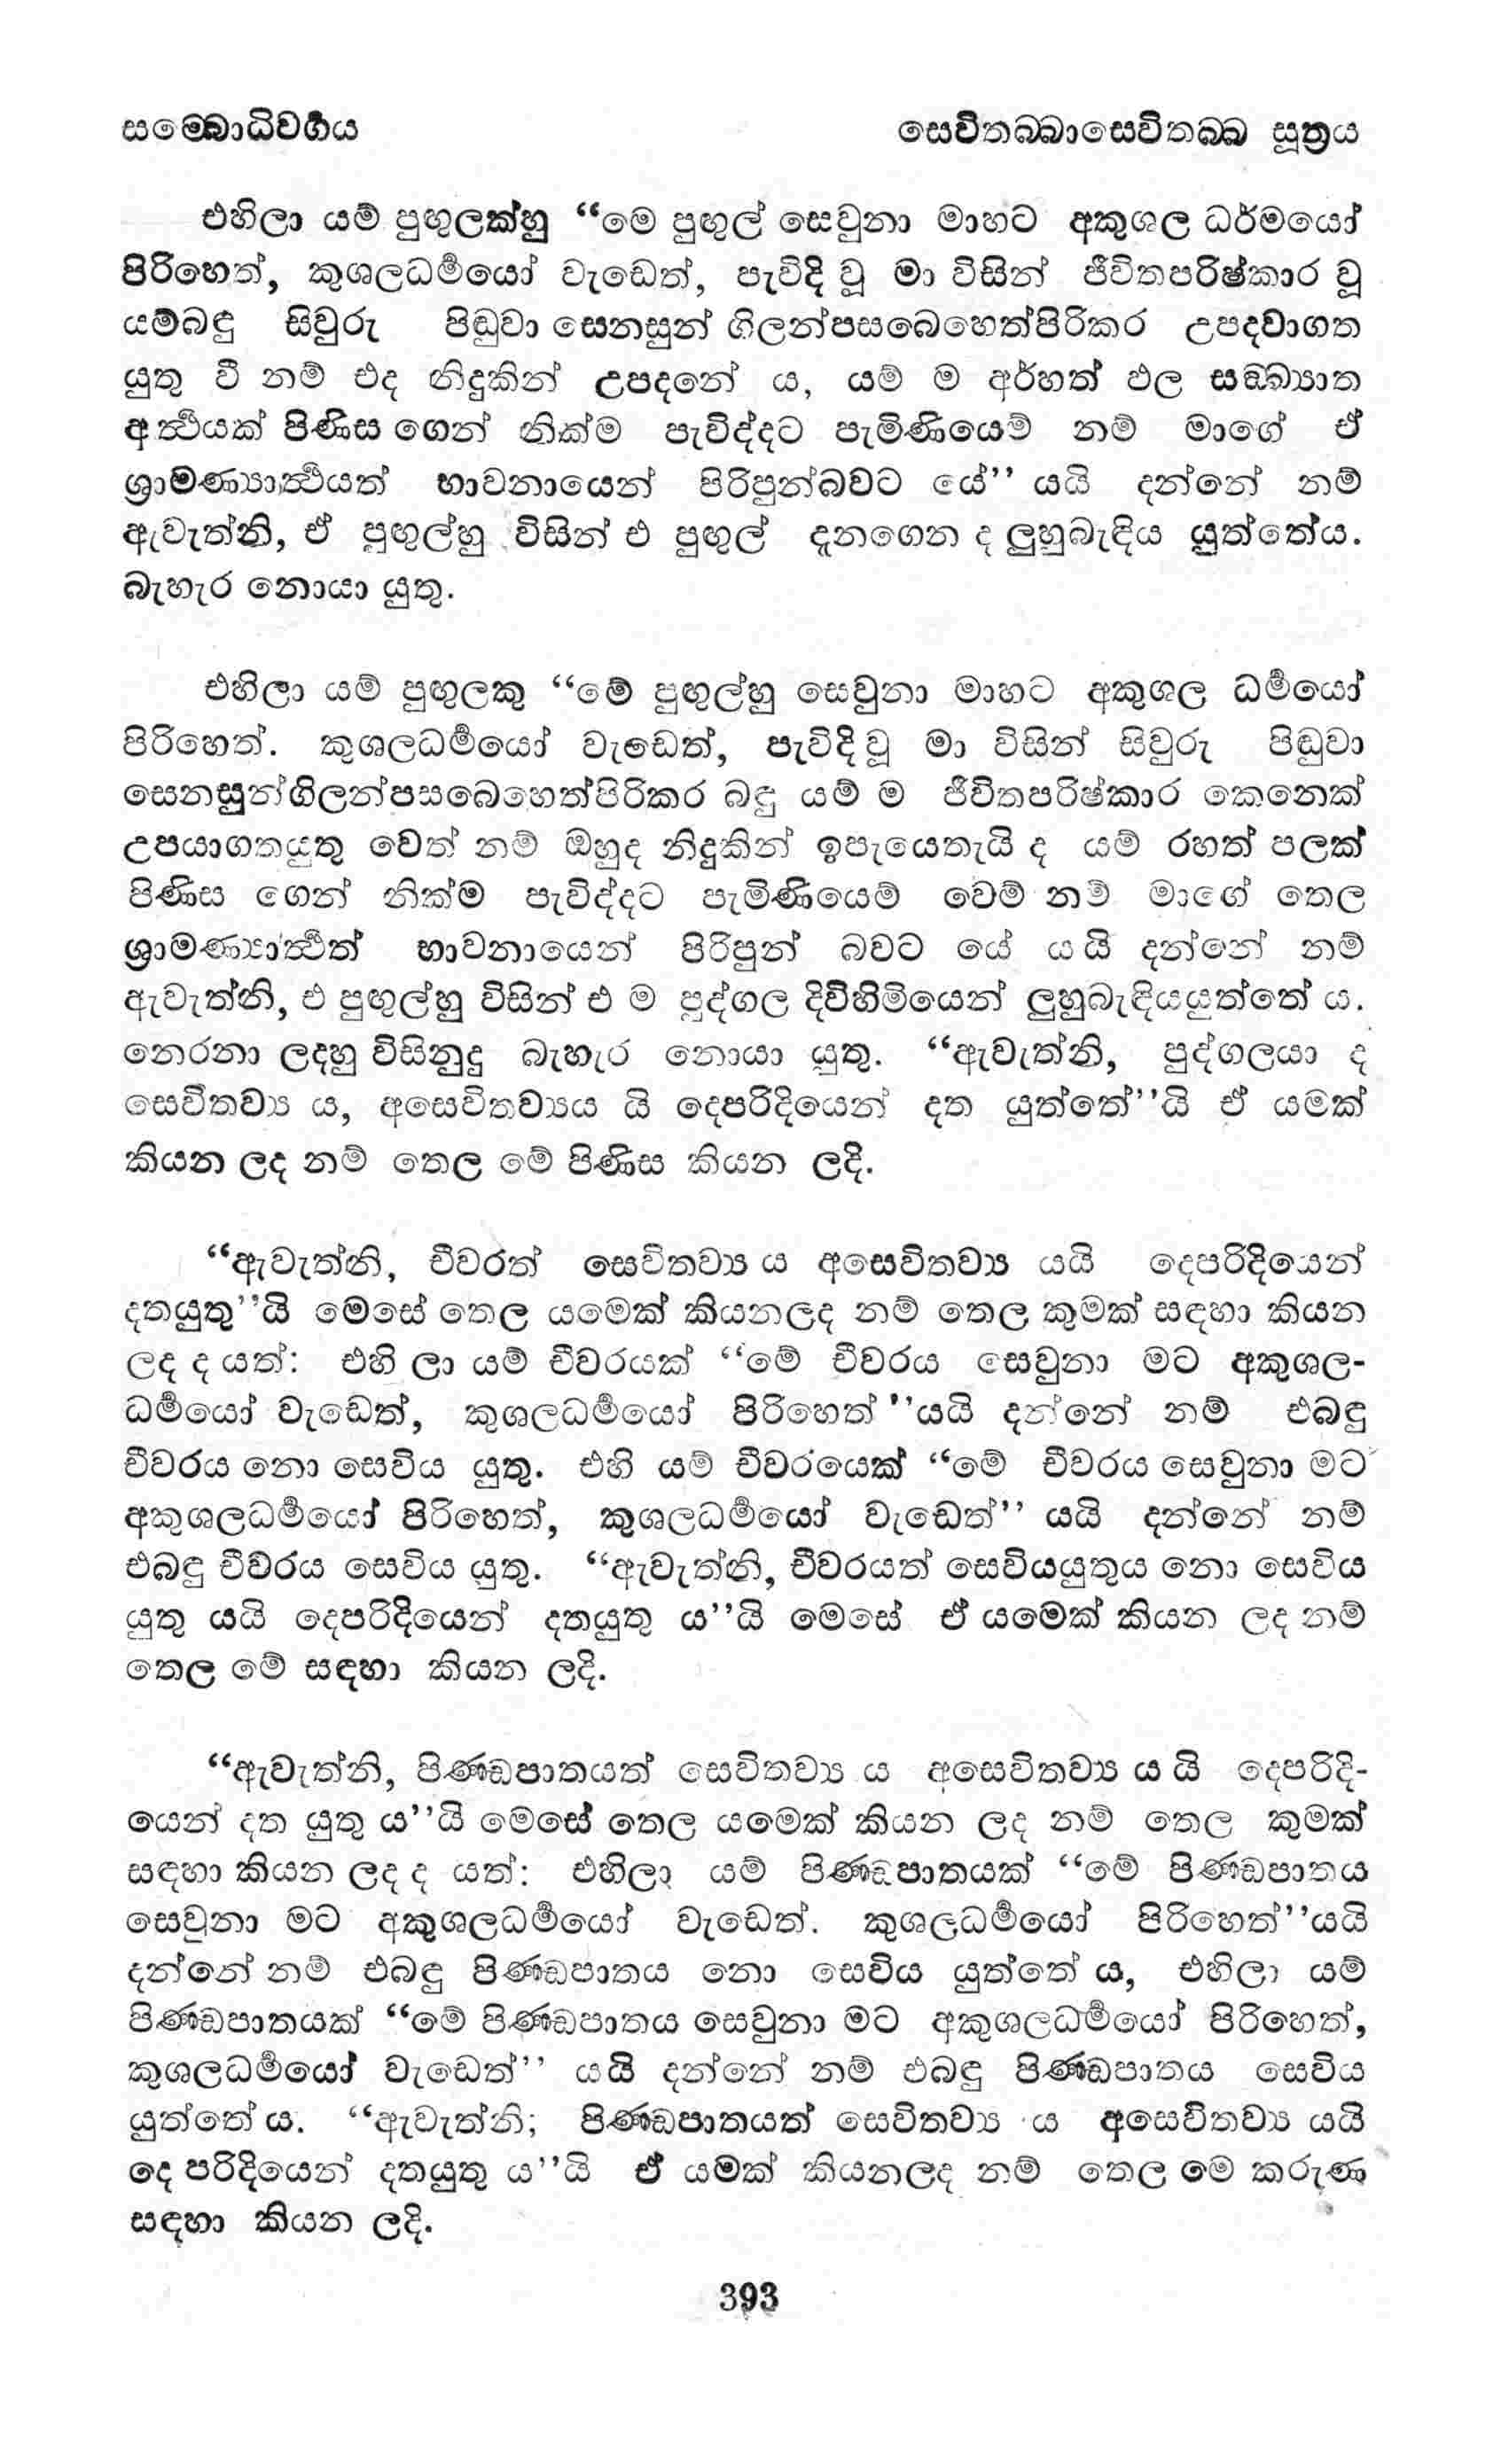 සම්බොධිවර්‍ගය
සෙවිතබ්බාසෙවිතබ්බ සූත්‍රය
එහිලා යම් පුඟුලක්හු “මෙ පුඟුල් සෙවුනා මාහට අකුශල ධර්මයෝ
පිරිහෙත්, කුශලධර්‍මයෝ වැඩෙත්, පැවිදි වූ මා විසින් ජීවිතපරිෂ්කාර වූ
යම්බඳු සිවුරු පිඬුවා සෙනසුන් ගිලන්පසබෙහෙත්පිරිකර උපදවාගත
යුතු වී නම් එද නිදුකින් උපදනේ ය, යම් ම අර්හත් ඵල සඞ්ඛ්‍යාත
අර්‍ත්‍ථයක් පිණිස ගෙන් නික්ම පැවිද්දට පැමිණියෙම් නම් මාගේ ඒ
ශ්‍රාමණ්‍යාර්‍ත්‍ථයත් භාවනායෙන් පිරිපුන්බවට යේ’’ යයි දන්නේ නම්
ඇවැත්නි, ඒ පුඟුල්හු විසින් එ පුඟුල් දැනගෙන ද ලුහුබැඳිය යුත්තේය.
බැහැර නොයා යුතු.
එහිලා යම් පුඟුලකු “මේ පුඟුල්හු සෙවුනා මාහට අකුශල ධර්‍මයෝ
පිරිහෙත්. කුශලධර්‍මයෝ වැඩෙත්, පැවිදි වූ මා විසින් සිවුරු පිඬුවා
සෙනසුන්ගිලන්පසබෙහෙත්පිරිකර බඳු යම් ම ජීවිතපරිෂ්කාර කෙනෙක්
උපයාගතයුතු වෙත් නම් ඔහුද නිදුකින් ඉපැයෙතැයි ද යම් රහත් පලක්
පිණිස ගෙන් නික්ම පැවිද්දට පැමිණියෙම් වෙම් නම් මාගේ තෙල
ශ්‍රාමණ්‍යාර්‍ත්‍ථත් භාවනායෙන් පිරිපුන් බවට යේ යයි දන්නේ නම්
ඇවැත්නි, එ පුඟුල්හු විසින් එ ම පුද්ගල දිවිහිමියෙන් ලුහුබැඳියයුත්තේ ය.
නෙරනා ලදහු විසිනුදු බැහැර නොයා යුතු. “ඇවැත්නි, පුද්ගලයා ද
සෙවිතව්‍ය ය, අසෙවිතව්‍යය යි දෙපරිදියෙන් දත යුත්තේ’’යි ඒ යමක්
කියන ලද නම් තෙල මේ පිණිස කියන ලදි.
“ඇවැත්නි, චීවරත් සෙවිතව්‍ය ය අසෙවිතව්‍ය යයි දෙපරිදියෙන්
දතයුතු’’යි මෙසේ තෙල යමෙක් කියනලද නම් තෙල කුමක් සඳහා කියන
ලද ද යත්: එහි ලා යම් චීවරයක් “මේ චීවරය සෙවුනා මට අකුශල-
ධර්‍මයෝ වැඩෙත්, කුශලධර්‍මයෝ පිරිහෙත්’’යයි දන්නේ නම් එබඳු
චීවරය නො සෙවිය යුතු. එහි යම් චීවරයෙක් “මේ චීවරය සෙවුනා මට
අකුශලධර්‍මයෝ පිරිහෙත්, කුශලධර්‍මයෝ වැඩෙත්’’ යයි දන්නේ නම්
එබඳු චීවරය සෙවිය යුතු. “ඇවැත්නි, චීවරයත් සෙවියයුතුය නො සෙවිය
යුතු යයි දෙපරිදියෙන් දතයුතු ය’’යි මෙසේ ඒ යමෙක් කියන ලද නම්
තෙල මේ සඳහා කියන ලදි.
“ඇවැත්නි, පිණ්ඩපාතයත් සෙවිතව්‍ය ය අසෙවිතව්‍ය ය යි දෙපරිදි-
යෙන් දත යුතු ය’’යි මෙසේ තෙල යමෙක් කියන ලද නම් තෙල කුමක්
සඳහා කියන ලද ද යත්: එහිලා යම් පිණ්ඩපාතයක් “මේ පිණ්ඩපාතය
සෙවුනා මට අකුශලධර්‍මයෝ වැඩෙත්. කුශලධර්‍මයෝ පිරිහෙත්’’යයි
දන්නේ නම් එබඳු පිණ්ඩපාතය නො සෙවිය යුත්තේ ය, එහිලා යම්
පිණ්ඩපාතයක් “මේ පිණ්ඩපාතය සෙවුනා මට අකුශලධර්‍මයෝ පිරිහෙත්,
කුශලධර්‍මයෝ වැඩෙත්’’ යයි දන්නේ නම් එබඳු පිණ්ඩපාතය සෙවිය
යුත්තේ ය. “ඇවැත්නි; පිණ්ඩපාතයත් සෙවිතව්‍ය ය අසෙවිතව්‍ය යයි
දෙ පරිදියෙන් දතයුතු ය’’යි ඒ යමක් කියනලද නම් තෙල මෙ කරුණ
සඳහා කියන ලදි.
393